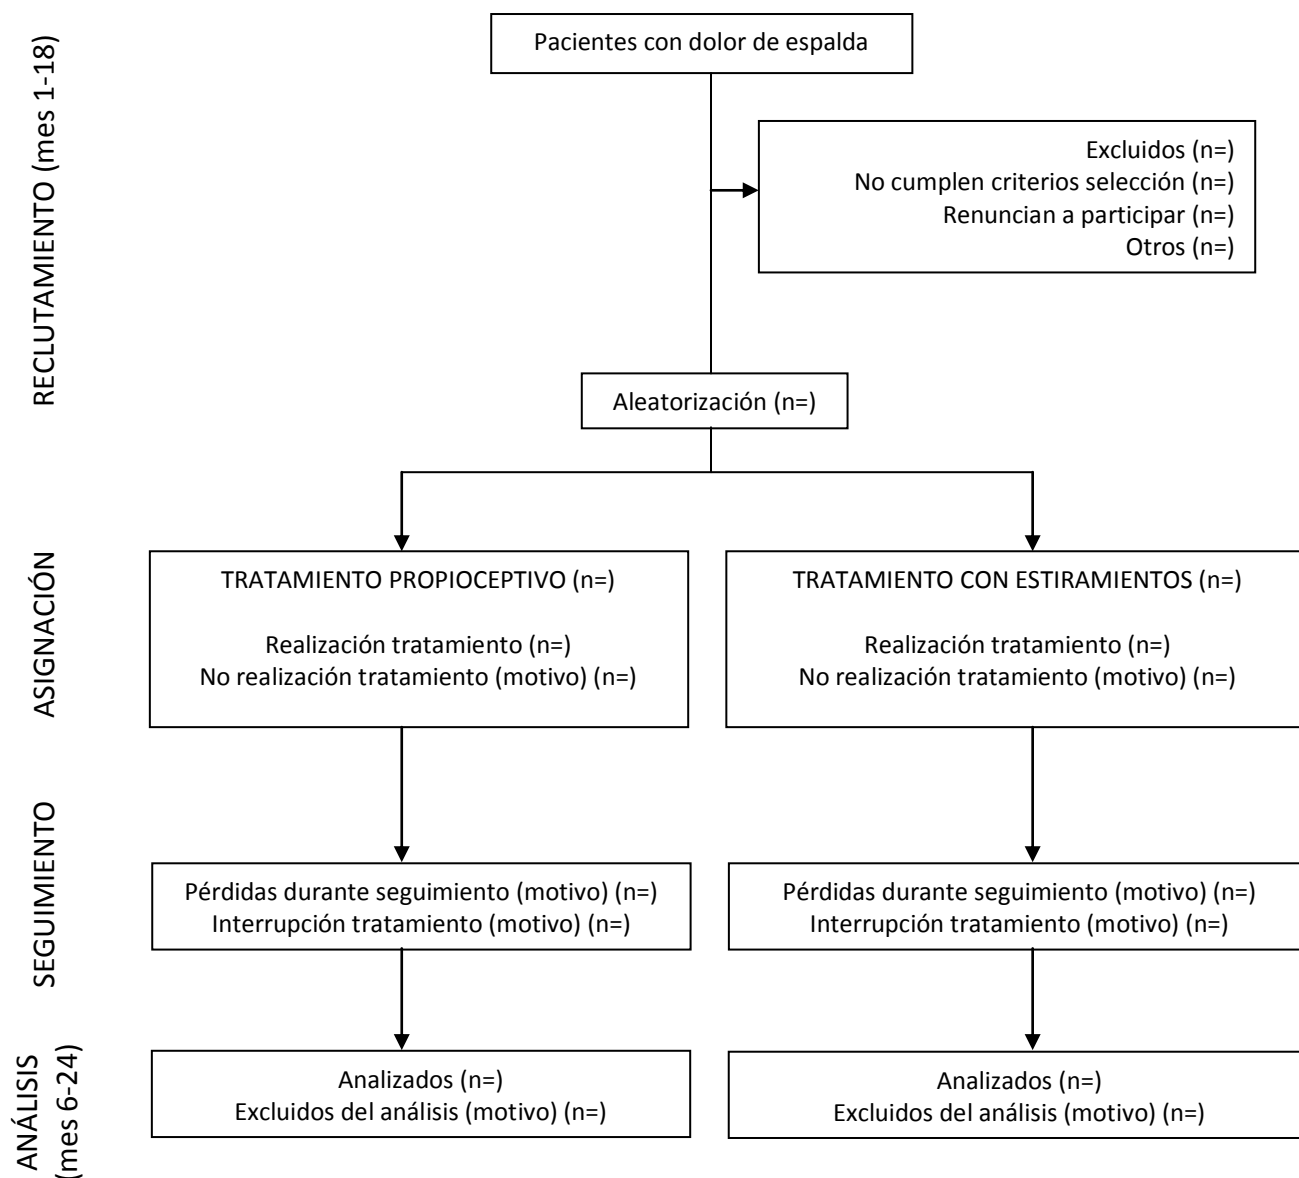 RECLUTAMIENTO (mes 1-18)
Pacientes con dolor de espalda
Excluidos (n=)
No cumplen criterios selección (n=)
Renuncian a participar (n=)
Otros (n=)
Aleatorización (n=)
ASIGNACIÓN
TRATAMIENTO PROPIOCEPTIVO (n=)
Realización tratamiento (n=)
No realización tratamiento (motivo) (n=)
TRATAMIENTO CON ESTIRAMIENTOS (n=)
Realización tratamiento (n=)
No realización tratamiento (motivo) (n=)
SEGUIMIENTO
Pérdidas durante seguimiento (motivo) (n=)
Interrupción tratamiento (motivo) (n=)
Pérdidas durante seguimiento (motivo) (n=)
Interrupción tratamiento (motivo) (n=)
ANÁLISIS
(mes 6-24)
Analizados (n=)
Excluidos del análisis (motivo) (n=)
Analizados (n=)
Excluidos del análisis (motivo) (n=)